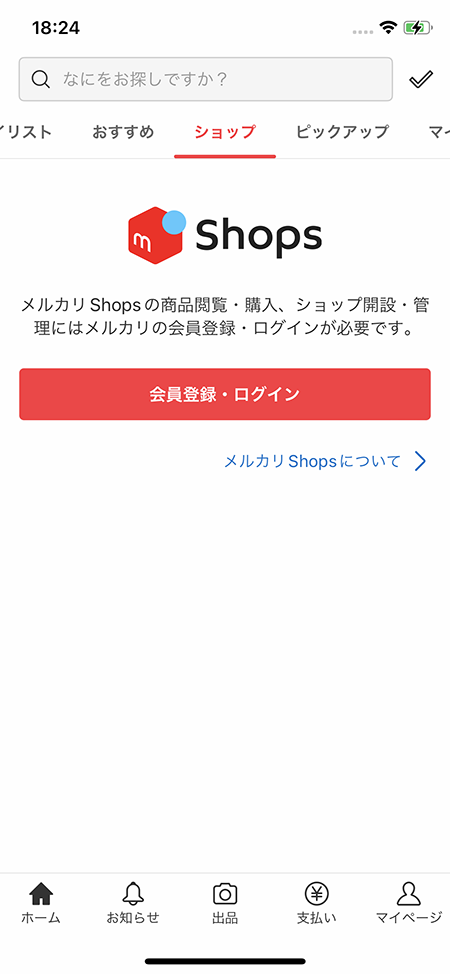 18:24
なにをお探しですか？
イリスト おすすめ ショップ ピックアップ マイ
m Shops
メルカリ Shops の商品閲覧・購入、ショップ開設・管
理にはメルカリの会員登録・ログインが必要です。
会員登録・ログイン
メルカリ Shopsについて
ホーム お知らせ 出品 支払い マイページ